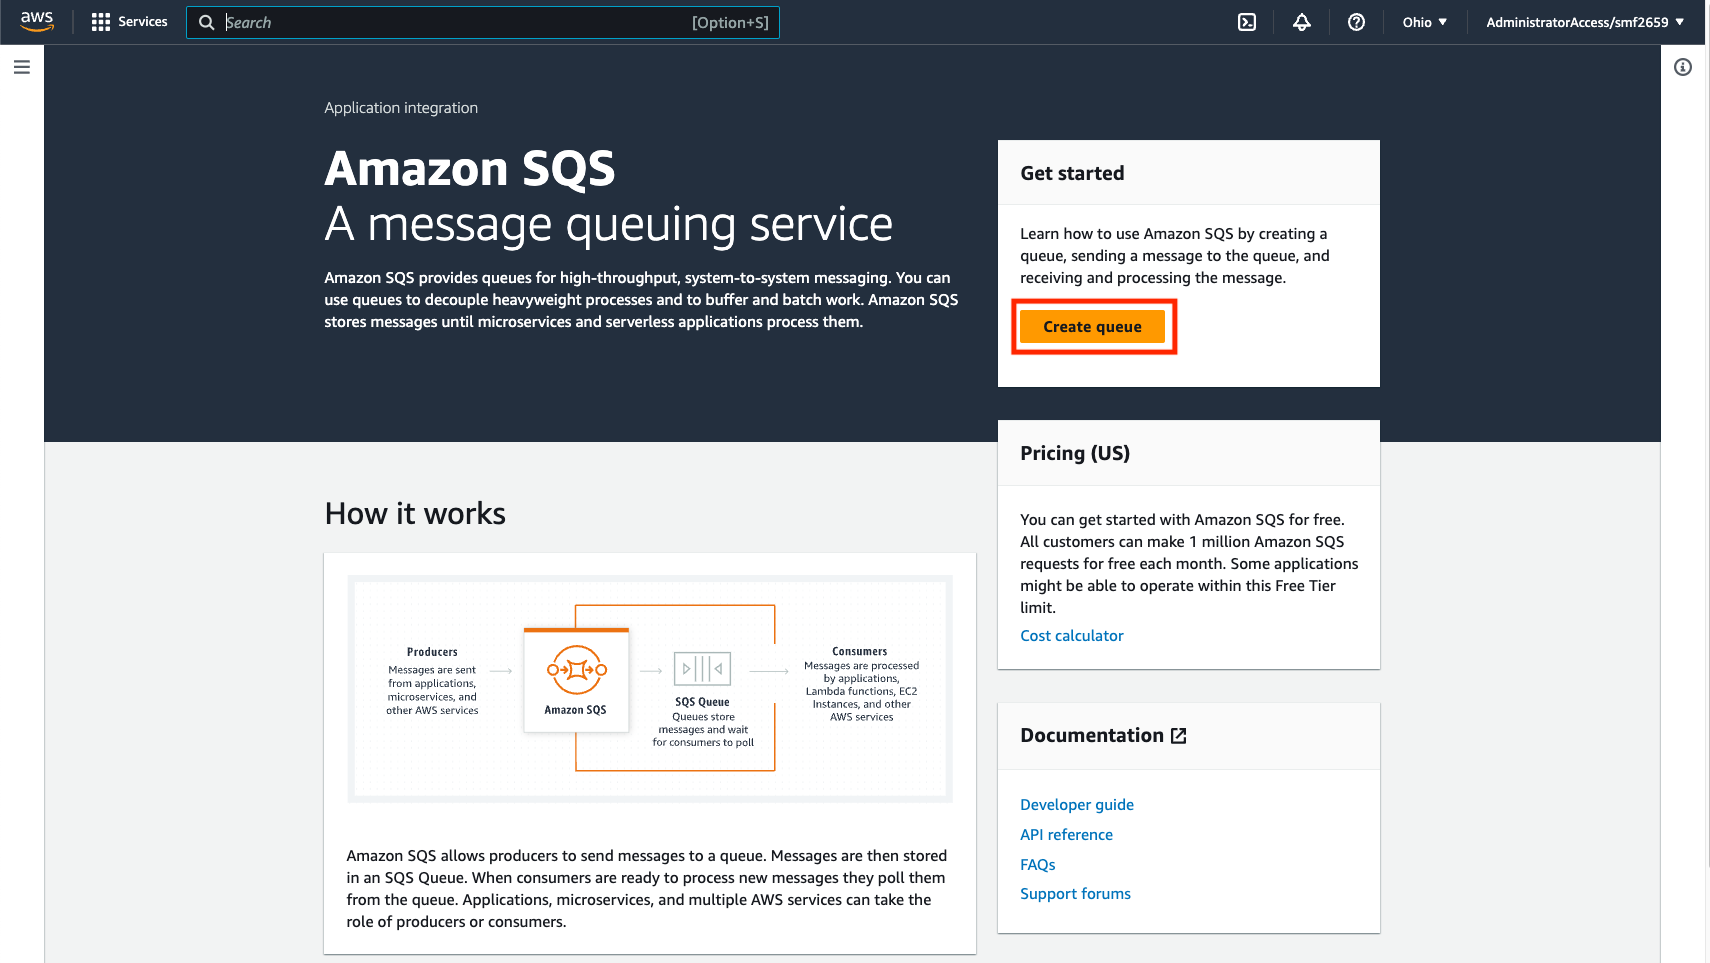 aws
Services
Search
[Option+S]
Ohio
AdministratorAccess/smf2659
Application integration
Amazon SQS
A message queuing service
Amazon SQS provides queues for high-throughput, system-to-system messaging. You can
use queues to decouple heavyweight processes and to buffer and batch work. Amazon SQS
stores messages until microservices and serverless applications process them.
Get started
Learn how to use Amazon SQS by creating a
queue, sending a message to the queue, and
receiving and processing the message.
Create queue
Pricing (US)
You can get started with Amazon SQS for free.
All customers can make 1 million Amazon SQS
requests for free each month. Some applications
might be able to operate within this Free Tier
limit.
Cost calculator
How it works
Producers
Messages are sent
from applications,
microservices, and
other AWS services
Amazon SQS
SQS Queue
Queues store
messages and wait
for consumers to poll
Consumers
Messages are processed
by applications,
Lambda functions, EC2
Instances, and other
AWS services
Amazon SQS allows producers to send messages to a queue. Messages are then stored
in an SQS Queue. When consumers are ready to process new messages they poll them
from the queue. Applications, microservices, and multiple AWS services can take the
role of producers or consumers.
Documentation
Developer guide
API reference
FAQs
Support forums